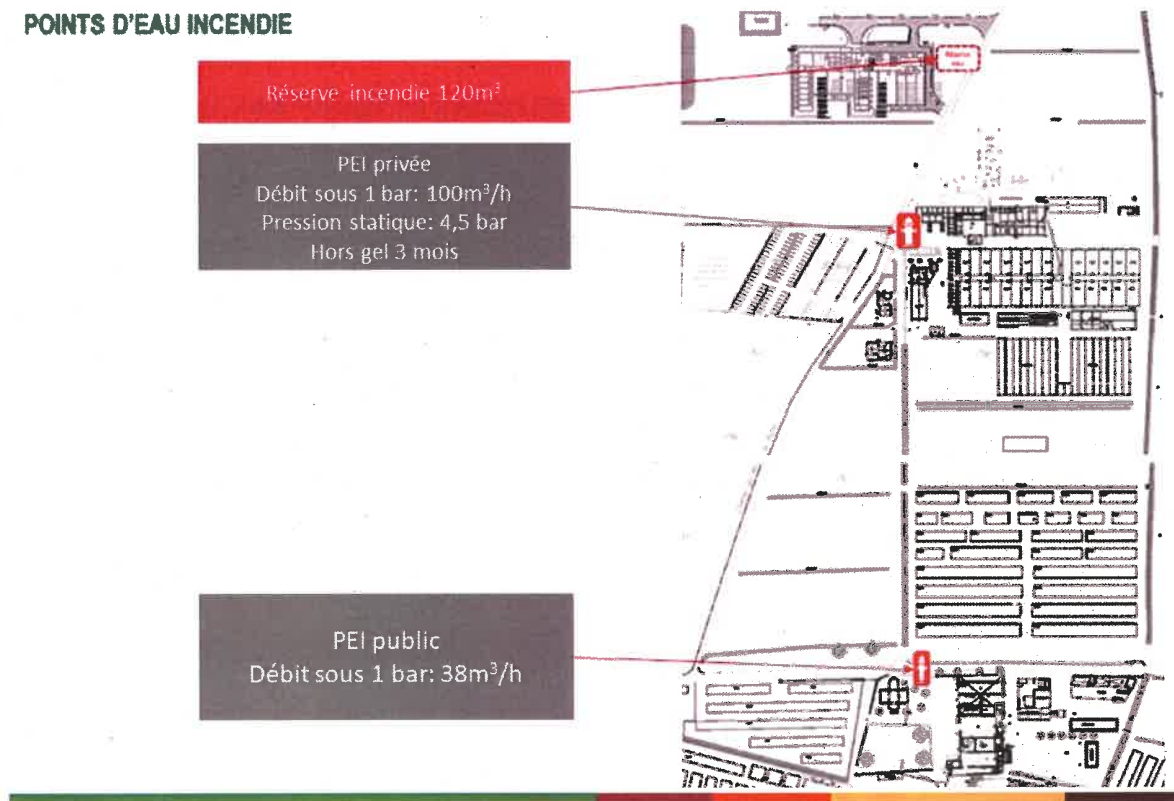 POINTS D'EAU INCENDIE
Réserve incendie 120m³
PEI privée
Débit sous 1 bar: 100m³/h
Pression statique: 4,5 bar
Hors gel 3 mois
PEI public
Débit sous 1 bar: 38m³/h